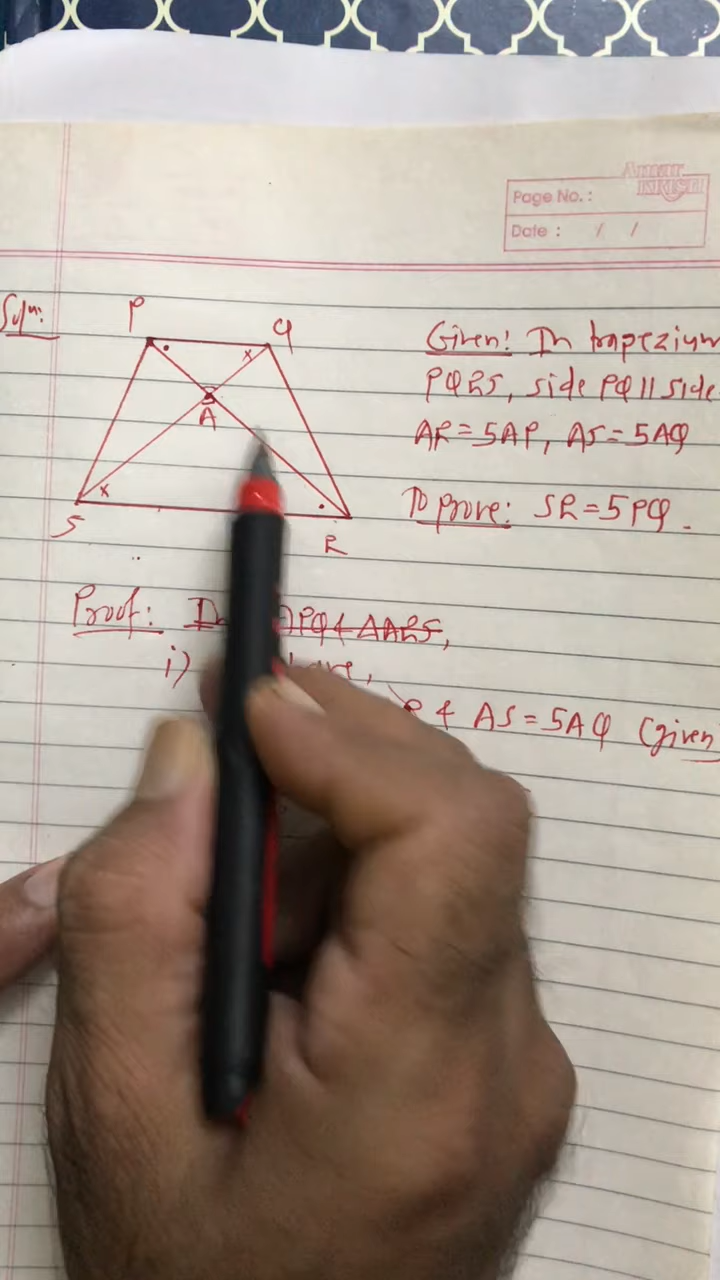 Page No. :
Date : / /
Soln:
P
Q
x
A
x
S
R
Given: In trapezium
PQRS, side PQ || side
AR = 5AP, AS = 5AQ
To prove: SR = 5PQ.
Proof:
i)
& AS = 5AQ (given